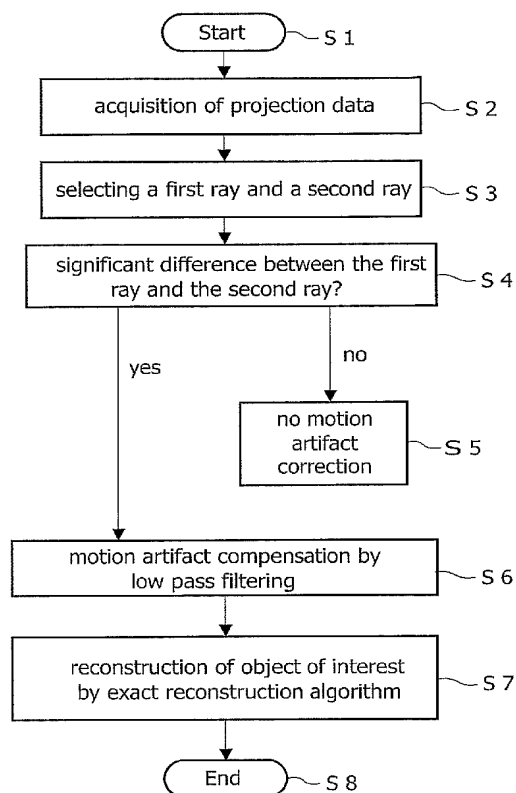 Start
S 1
acquisition of projection data
S 2
selecting a first ray and a second ray
S 3
significant difference between the first
ray and the second ray?
S 4
yes
no
no motion
artifact
correction
S 5
motion artifact compensation by
low pass filtering
S 6
reconstruction of object of interest
by exact reconstruction algorithm
S 7
End
S 8